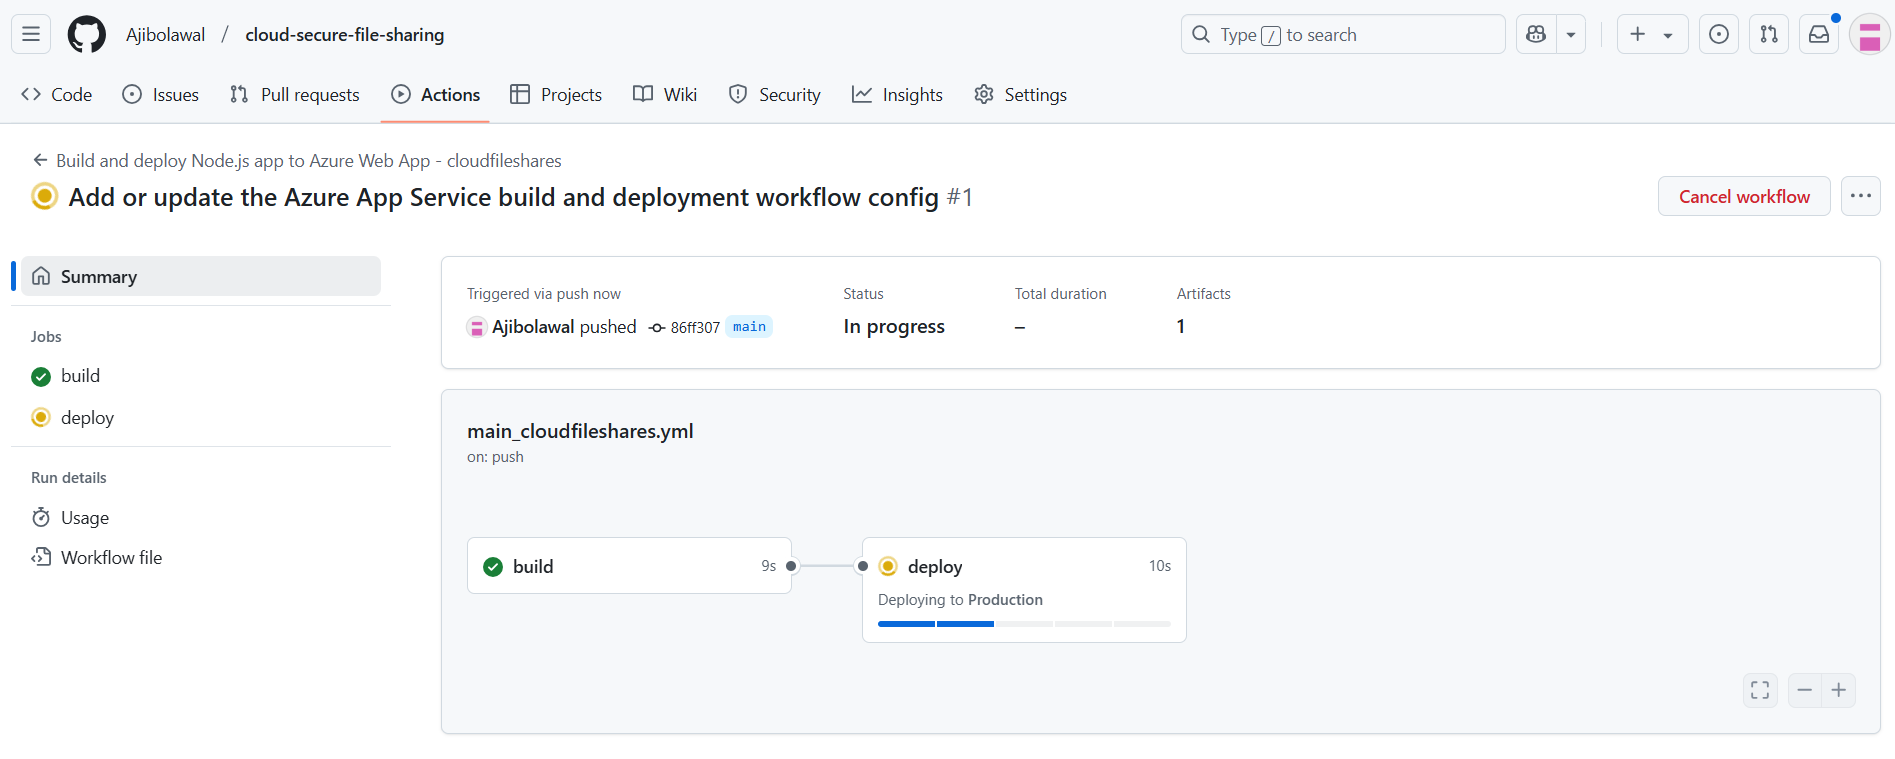 Ajibolawal / cloud-secure-file-sharing
Type / to search
Code Issues Pull requests Actions Projects Wiki Security Insights Settings
Build and deploy Node.js app to Azure Web App - cloudfileshares
Add or update the Azure App Service build and deployment workflow config #1
Cancel workflow
Summary
Jobs
build
deploy
Run details
Usage
Workflow file
Triggered via push now
Ajibolawal pushed 86ff307 main
Status
In progress
Total duration
–
Artifacts
1
main_cloudfileshares.yml
on: push
build 9s
deploy 10s
Deploying to Production